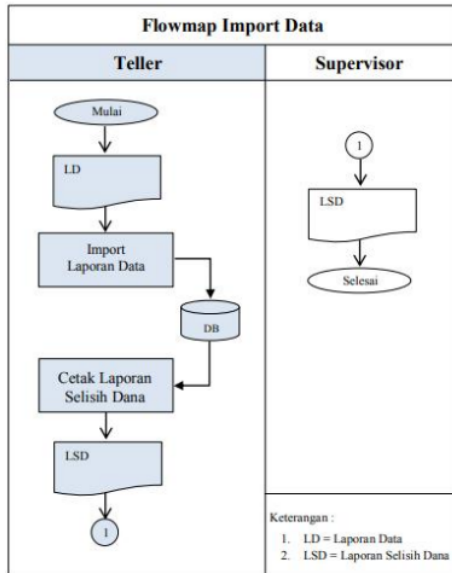 Flowmap Import Data
Teller
Supervisor
Mulai
LD
Import
Laporan Data
DB
Cetak Laporan
Selisih Dana
LSD
1
1
LSD
Selesai
Keterangan :
1. LD = Laporan Data
2. LSD = Laporan Selisih Dana